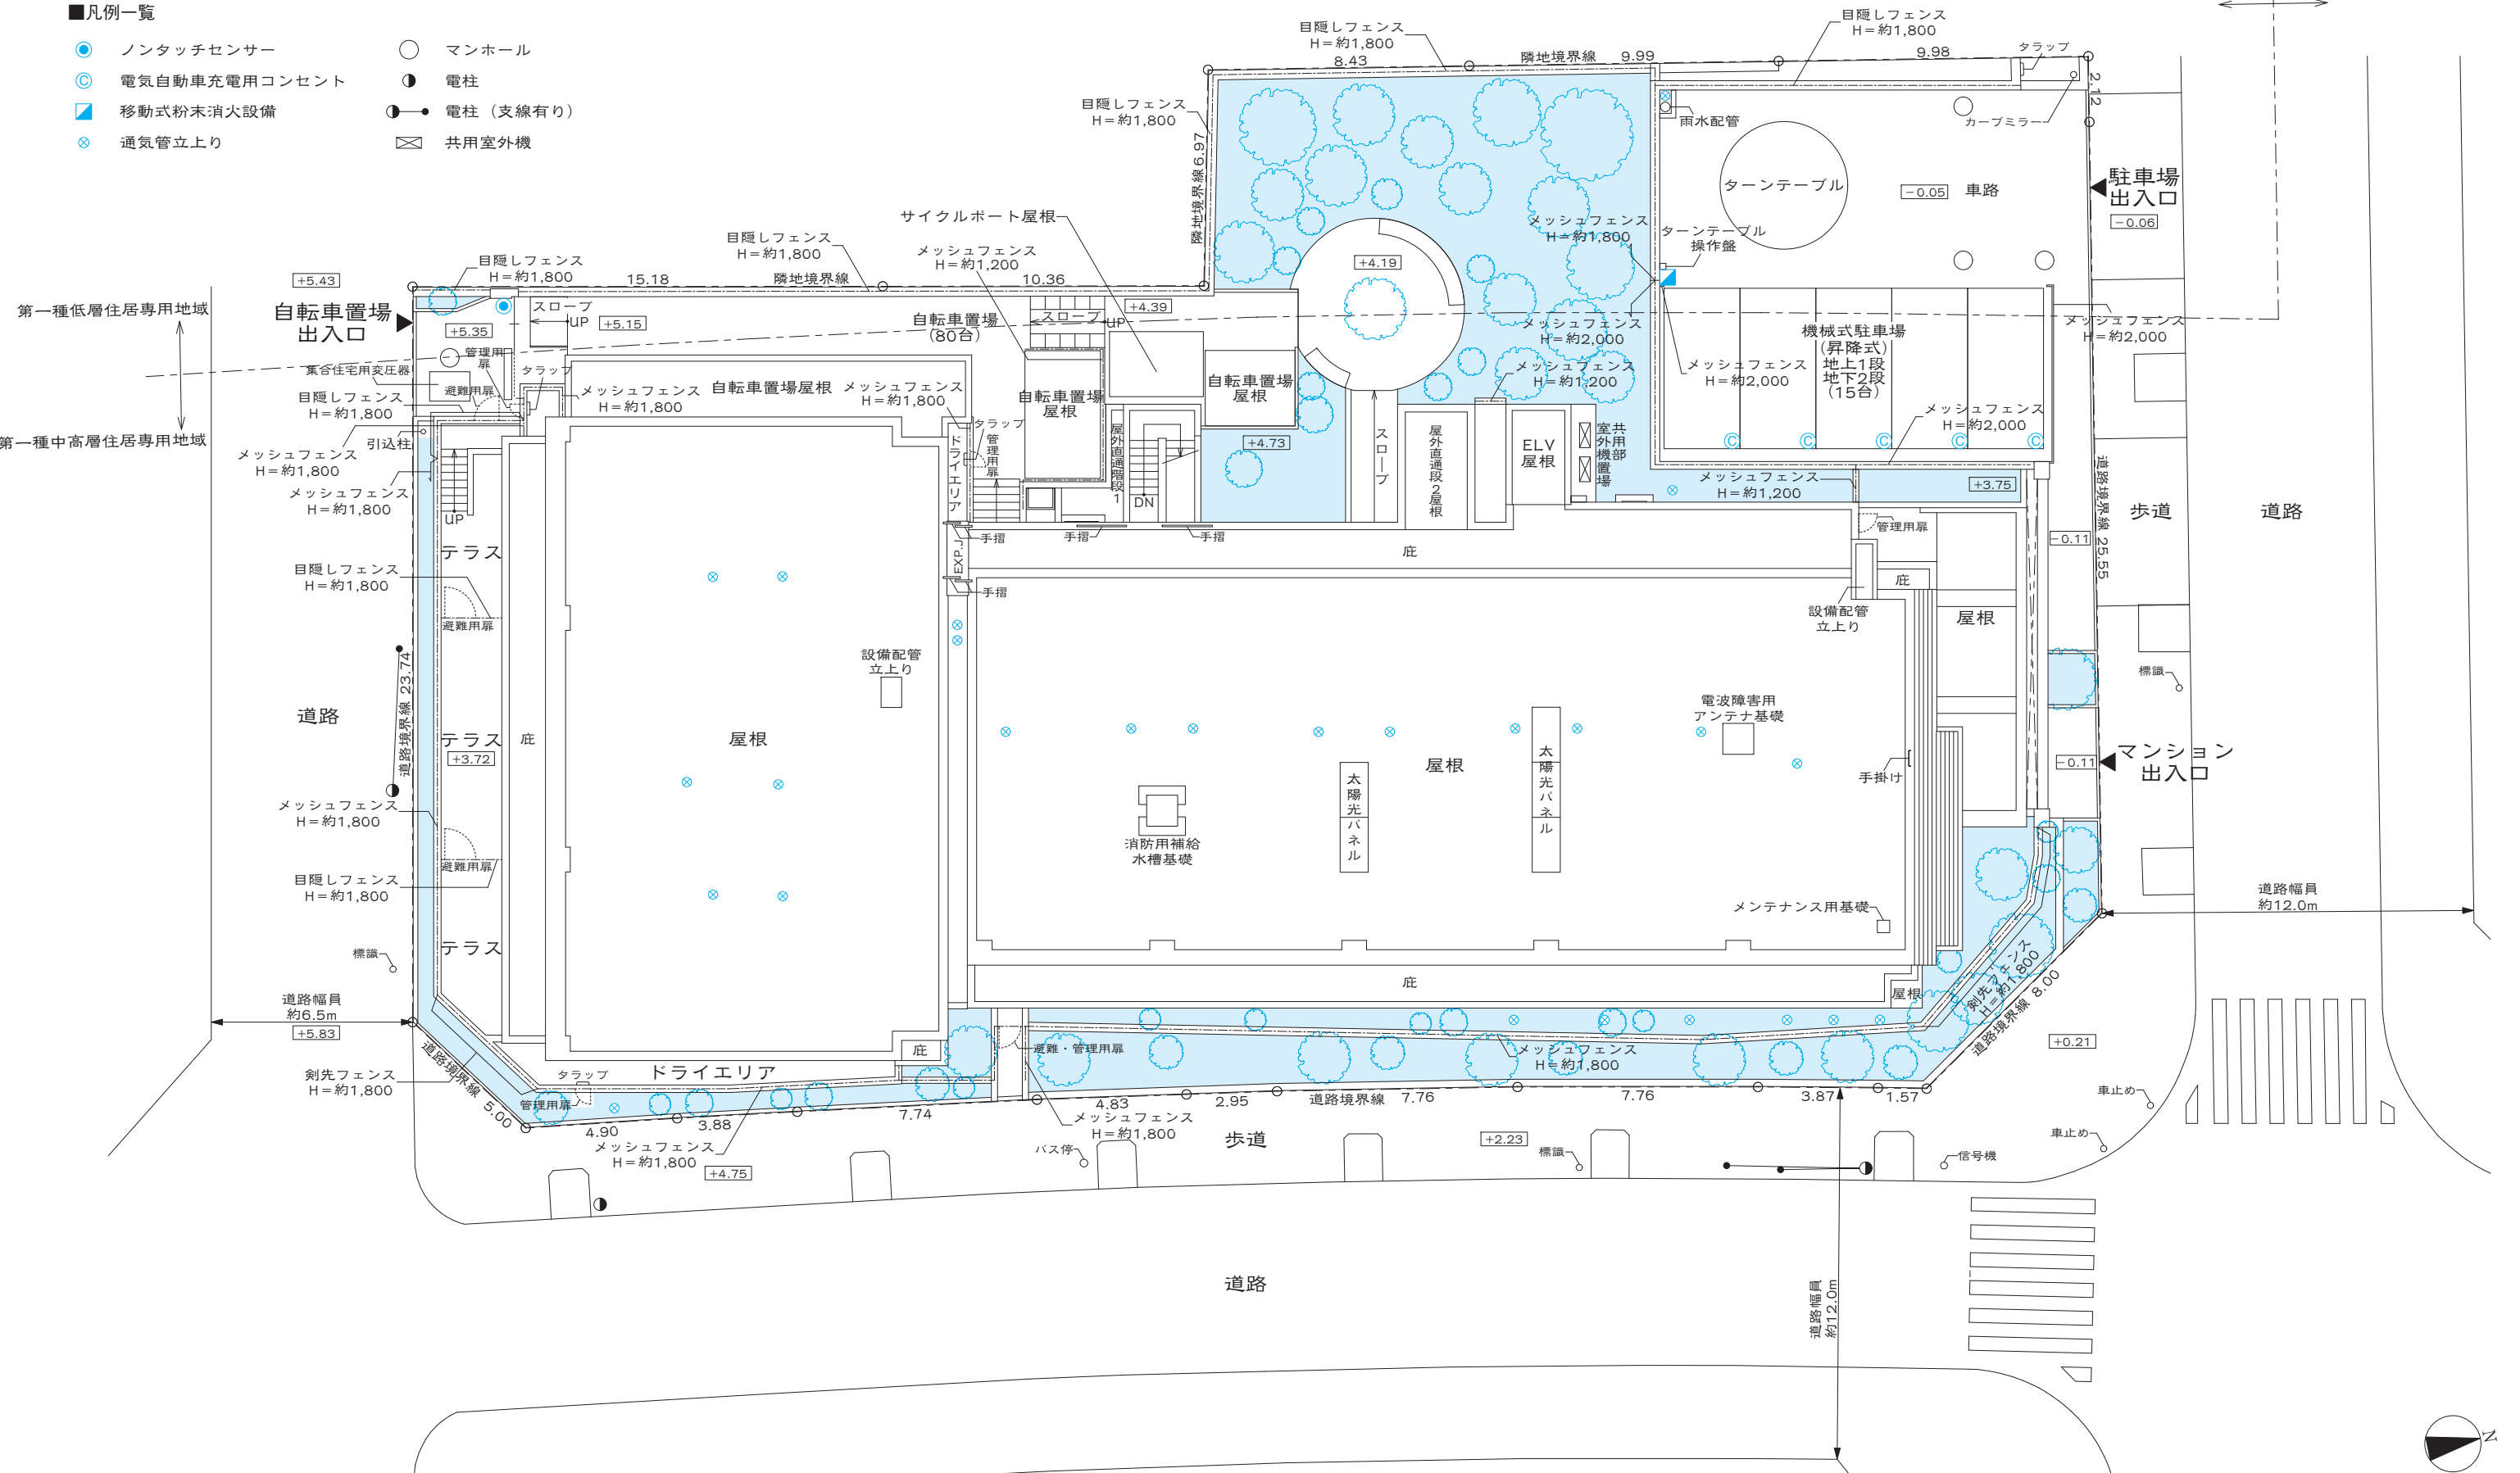 ■凡例一覧
ノンタッチセンサー
マンホール
電気自動車充電用コンセント
電柱
移動式粉末消火設備
電柱（支線有り）
通気管立上り
共用室外機
目隠しフェンス
H＝約1,800
8.43
隣地境界線
9.99
目隠しフェンス
H＝約1,800
9.98
タラップ
2.12
目隠しフェンス
H＝約1,800
隣地境界線6.97
雨水配管
カーブミラー
ターンテーブル
－0.05
車路
駐車場
出入口
－0.06
サイクルポート屋根
目隠しフェンス
H＝約1,800
メッシュフェンス
H＝約1,200
メッシュフェンス
H＝約1,800
ターンテーブル
操作盤
+4.19
+5.43
目隠しフェンス
H＝約1,800
15.18
隣地境界線
10.36
第一種低層住居専用地域
第一種中高層住居専用地域
自転車置場
出入口
スロープ
UP
+5.35
+5.15
自転車置場
（80台）
スロープ
UP
+4.39
メッシュフェンス
H＝約2,000
機械式駐車場
（昇降式）
地上1段
地下2段
（15台）
メッシュフェンス
H＝約2,000
管理用
扉
集合住宅用変圧器
避難用扉
タラップ
メッシュフェンス
H＝約1,800
自転車置場屋根
メッシュフェンス
H＝約1,800
自転車置場
屋根
自転車置場
屋根
メッシュフェンス
H＝約1,200
メッシュフェンス
H＝約2,000
メッシュフェンス
H＝約2,000
目隠しフェンス
H＝約1,800
引込柱
メッシュフェンス
H＝約1,800
メッシュフェンス
H＝約1,800
UP
ドライエリア
タラップ
管理用扉
屋外直通階段1
DN
+4.73
スロープ
屋外直通段2屋根
ELV
屋根
共用部
室外機置場
C
C
C
C
C
メッシュフェンス
H＝約1,200
+3.75
管理用扉
道路境界線 25.55
歩道
道路
－0.11
手摺
手摺
手摺
EXP.J
手摺
庇
庇
テラス
目隠しフェンス
H＝約1,800
避難用扉
設備配管
立上り
屋根
設備配管
立上り
標識
道路
道路境界線 23.74
テラス
+3.72
庇
屋根
屋根
電波障害用
アンテナ基礎
太陽光パネル
太陽光パネル
手掛け
－0.11
マンション
出入口
メッシュフェンス
H＝約1,800
避難用扉
目隠しフェンス
H＝約1,800
消防用補給
水槽基礎
メンテナンス用基礎
道路幅員
約12.0m
テラス
標識
道路幅員
約6.5m
+5.83
庇
屋根
剣先フェンス
H＝約1,800
道路境界線 8.00
+0.21
道路境界線 5.00
剣先フェンス
H＝約1,800
タラップ
管理用扉
ドライエリア
庇
避難・管理用扉
メッシュフェンス
H＝約1,800
4.90
3.88
7.74
4.83
2.95
道路境界線
7.76
7.76
3.87
1.57
メッシュフェンス
H＝約1,800
メッシュフェンス
H＝約1,800
+4.75
バス停
歩道
+2.23
標識
信号機
車止め
車止め
道路
道路幅員
約12.0m
N